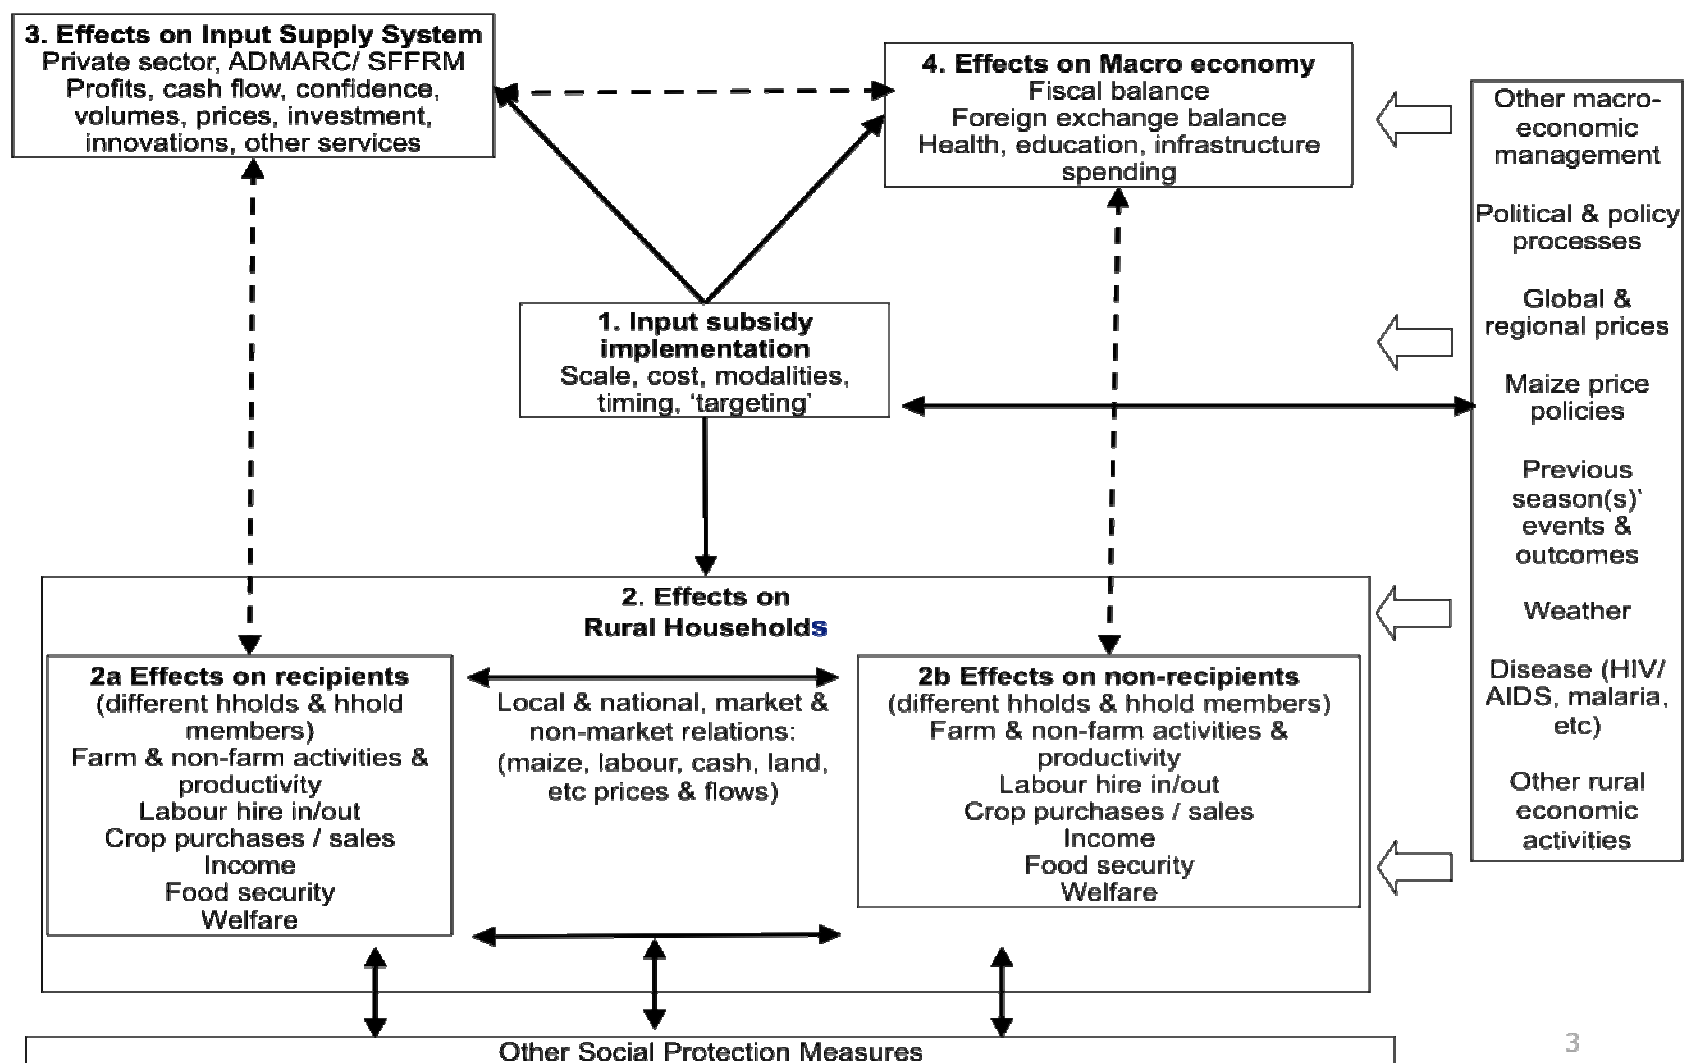 3. Effects on Input Supply System
Private sector, ADMARC/ SFFRM
Profits, cash flow, confidence,
volumes, prices, investment,
innovations, other services
4. Effects on Macro economy
Fiscal balance
Foreign exchange balance
Health, education, infrastructure
spending
Other macro-
economic
management
Political & policy
processes
Global &
regional prices
Maize price
policies
Previous
season(s)'
events &
outcomes
Weather
Disease (HIV/
AIDS, malaria,
etc)
Other rural
economic
activities
1. Input subsidy
implementation
Scale, cost, modalities,
timing, ‘targeting’
2. Effects on
Rural Households
2a Effects on recipients
(different hholds & hhold
members)
Farm & non-farm activities &
productivity
Labour hire in/out
Crop purchases / sales
Income
Food security
Welfare
Local & national, market &
non-market relations:
(maize, labour, cash, land,
etc prices & flows)
2b Effects on non-recipients
(different hholds & hhold members)
Farm & non-farm activities &
productivity
Labour hire in/out
Crop purchases / sales
Income
Food security
Welfare
Other Social Protection Measures
3